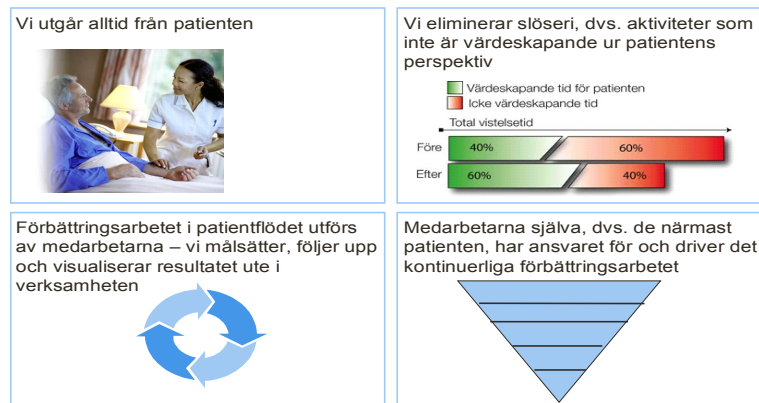 Vi utgår alltid från patienten
Vi eliminerar slöseri, dvs. aktiviteter som
inte är värdeskapande ur patientens
perspektiv
Värdeskapande tid för patienten
Icke värdeskapande tid
Total vistelsetid
Före 40% 60%
Efter 60% 40%
Förbättringsarbetet i patientflödet utförs
av medarbetarna – vi målsätter, följer upp
och visualiserar resultatet ute i
verksamheten
Medarbetarna själva, dvs. de närmast
patienten, har ansvaret för och driver det
kontinuerliga förbättringsarbetet